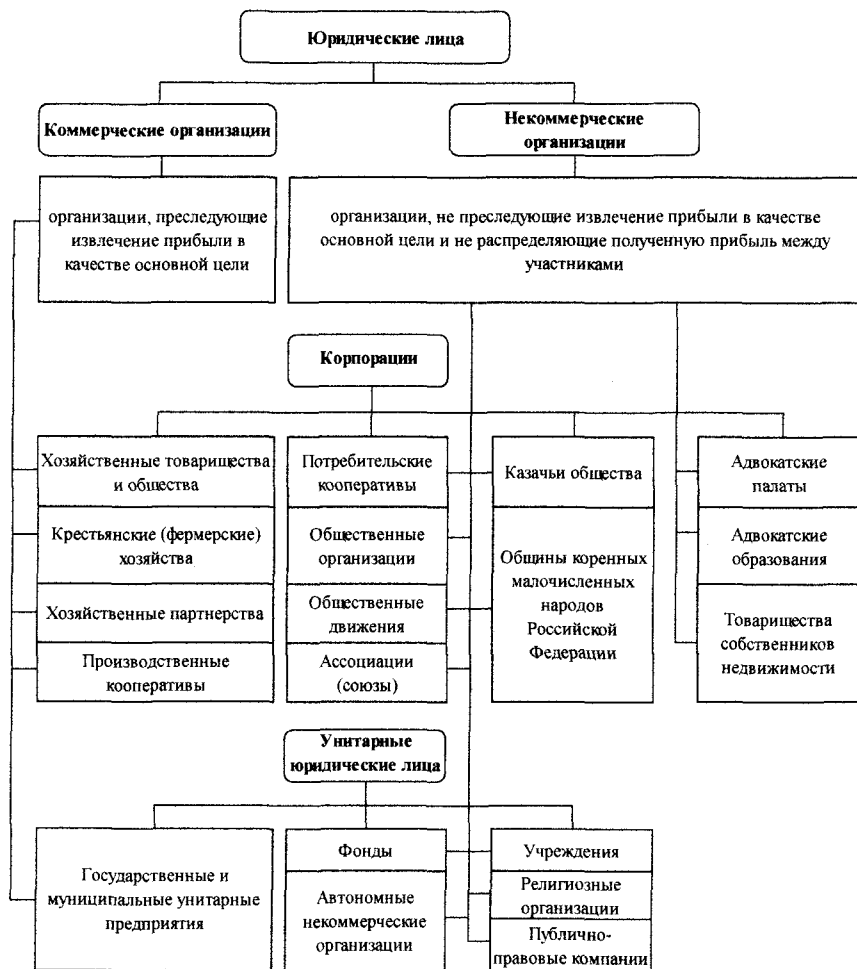 Юридические лица
Коммерческие организации
Некоммерческие
организации
организации, преследующие
извлечение прибыли в
качестве основной цели
организации, не преследующие извлечение прибыли в качестве
основной цели и не распределяющие полученную прибыль между
участниками
Корпорации
Хозяйственные товарищества
и общества
Крестьянские (фермерские)
хозяйства
Хозяйственные партнерства
Производственные
кооперативы
Потребительские
кооперативы
Общественные
организации
Общественные
движения
Ассоциации
(союзы)
Казачьи общества
Общины коренных
малочисленных
народов
Российской
Федерации
Адвокатские
палаты
Адвокатские
образования
Товарищества
собственников
недвижимости
Унитарные
юридические лица
Государственные и
муниципальные унитарные
предприятия
Фонды
Автономные
некоммерческие
организации
Учреждения
Религиозные
организации
Публично-
правовые компании